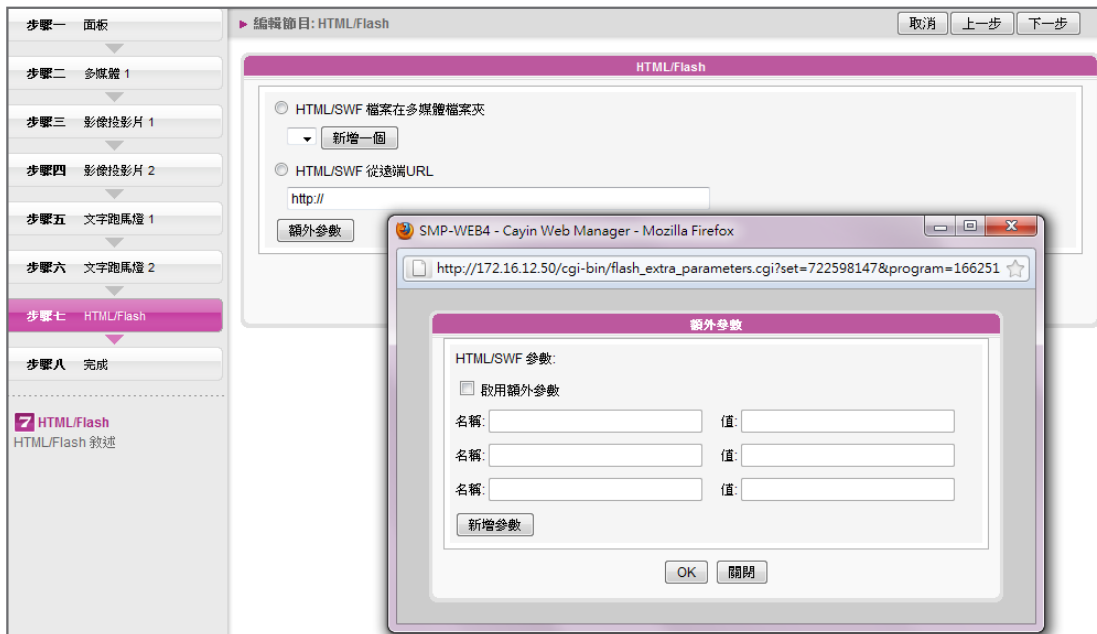 步驟一 面板
步驟二 多媒體 1
步驟三 影像投影片 1
步驟四 影像投影片 2
步驟五 文字跑馬燈 1
步驟六 文字跑馬燈 2
步驟七 HTML/Flash
步驟八 完成
7 HTML/Flash
HTML/Flash 敘述
編輯節目: HTML/Flash
取消 上一步 下一步
HTML/Flash
HTML/SWF 檔案在多媒體檔案夾
新增一個
HTML/SWF 從遠端URL
http://
額外參數
SMP-WEB4 - Cayin Web Manager - Mozilla Firefox
http://172.16.12.50/cgi-bin/flash_extra_parameters.cgi?set=722598147&program=166251
額外參數
HTML/SWF 參數:
啟用額外參數
名稱: 值:
名稱: 值:
名稱: 值:
新增參數
OK 關閉